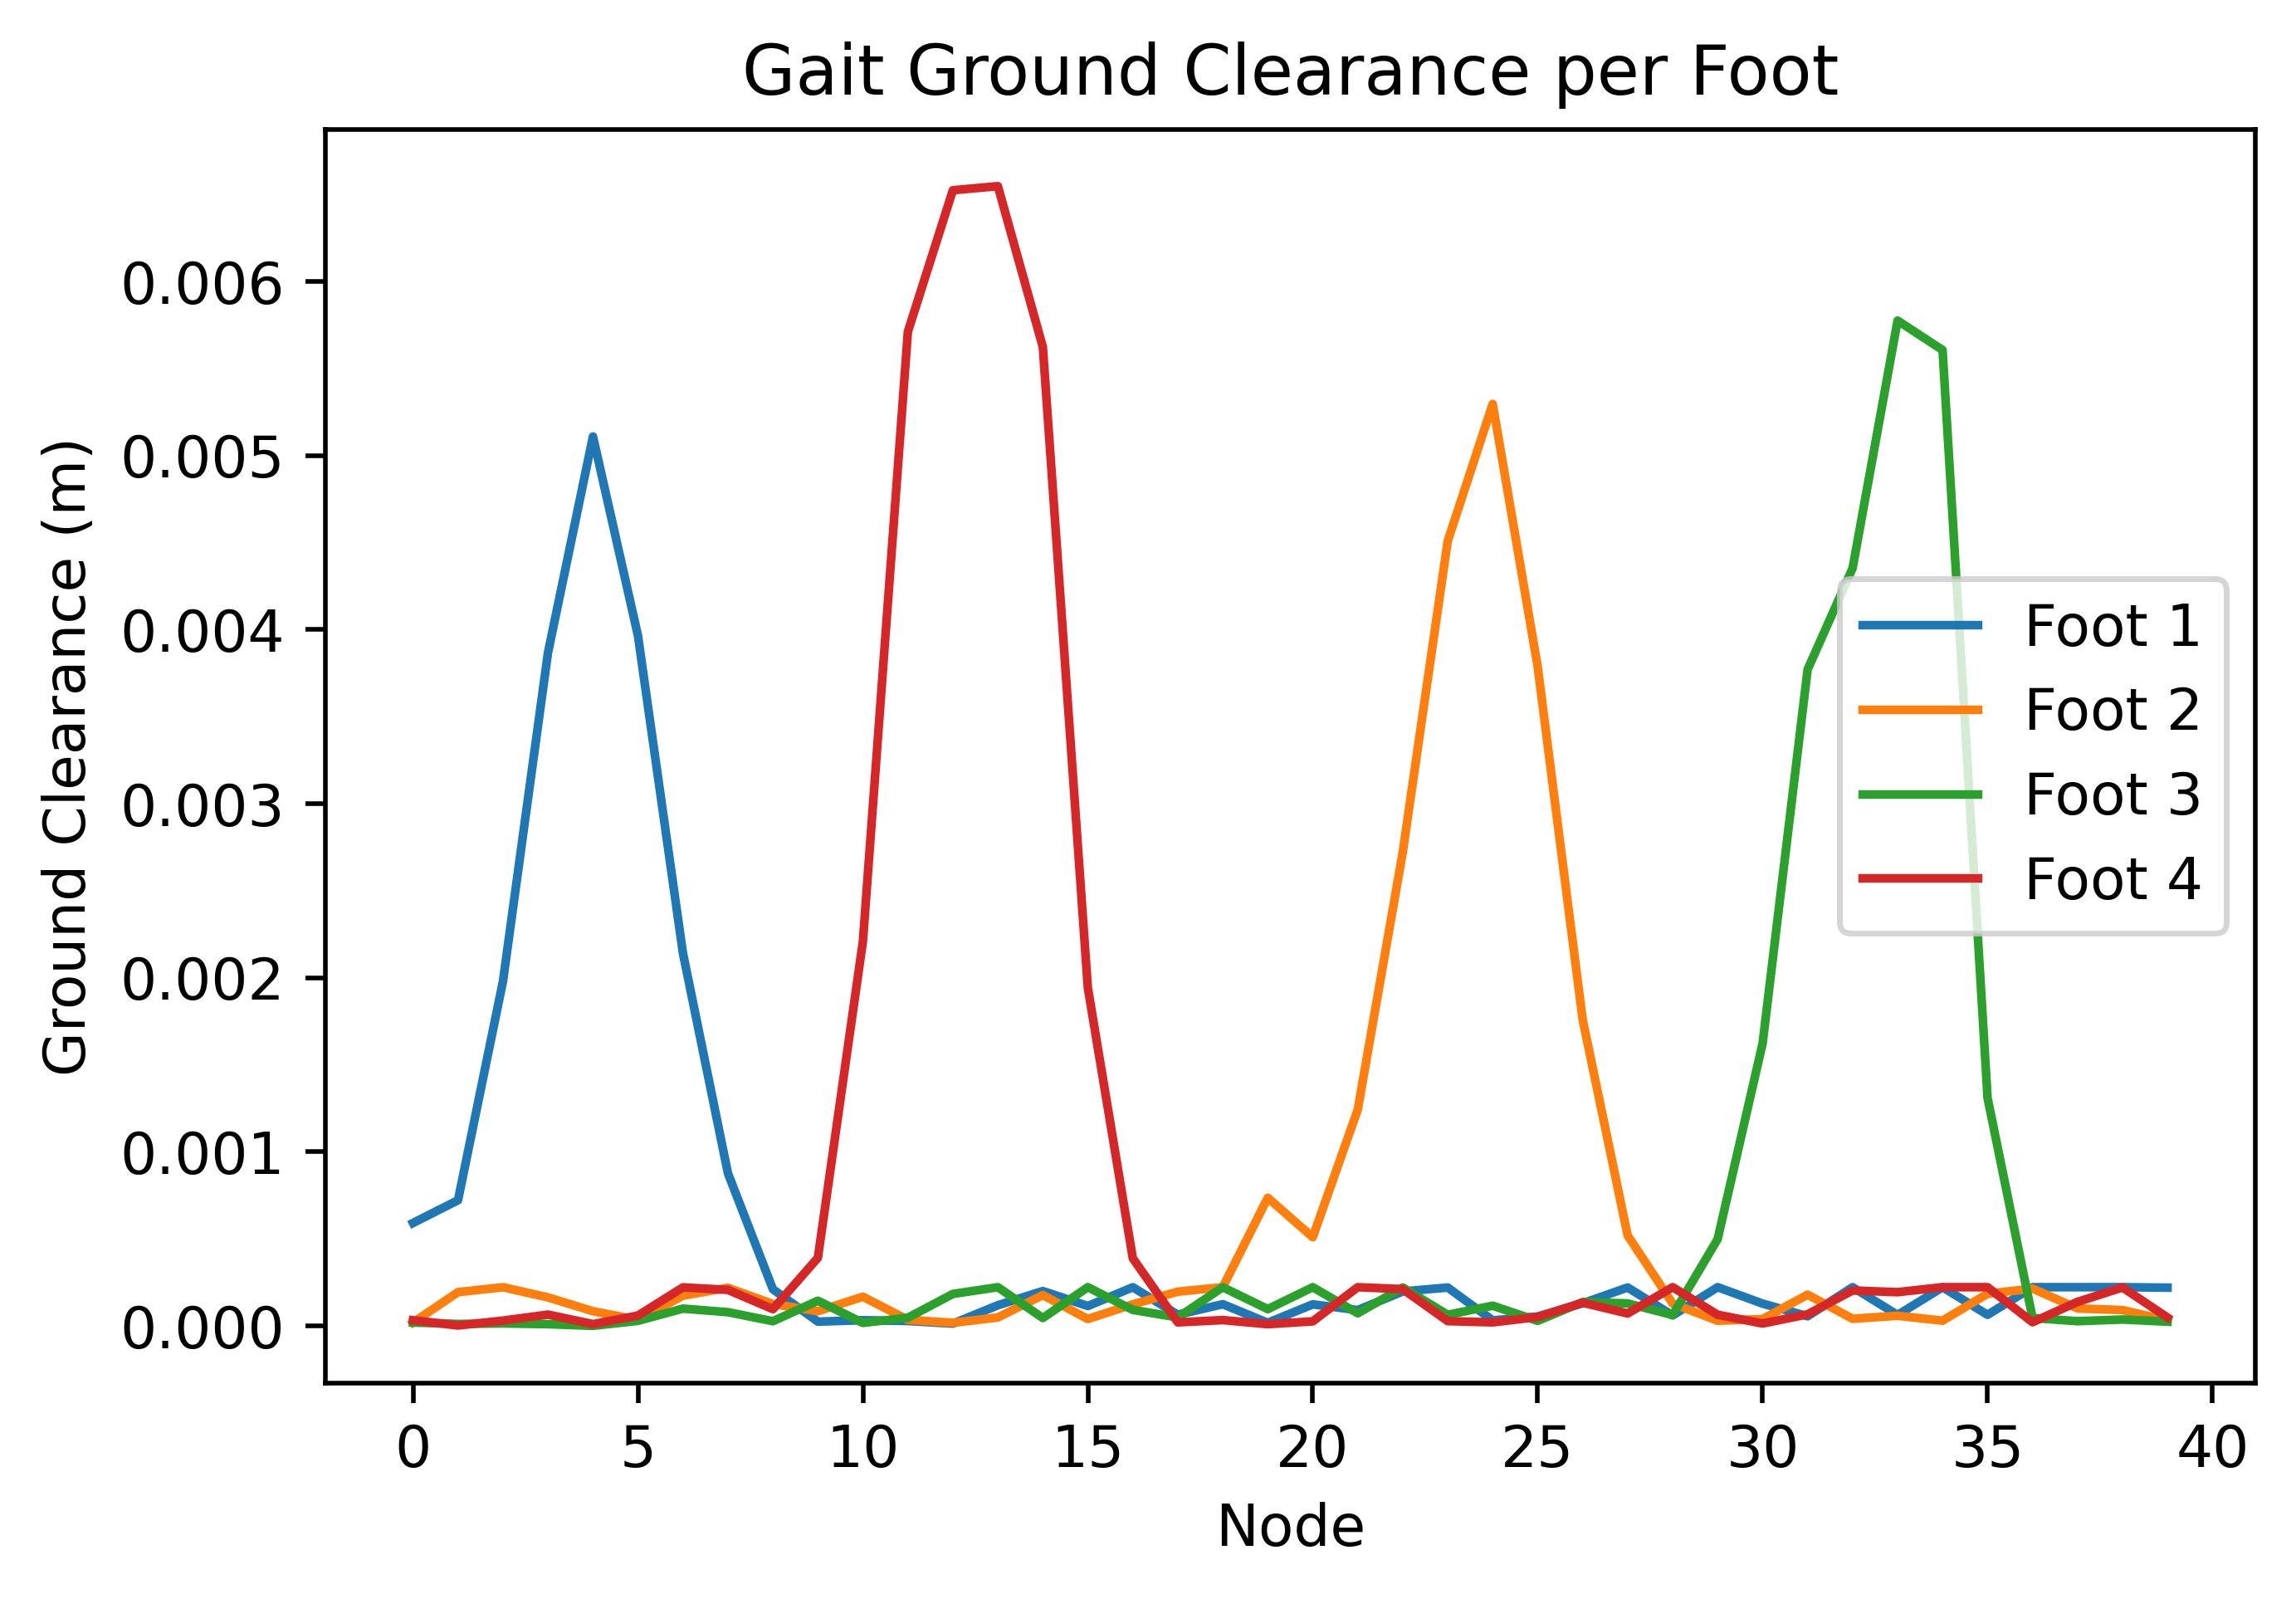 Gait Ground Clearance per Foot
Ground Clearance (m)
0.006
0.005
0.004
0.003
0.002
0.001
0.000
Foot 1
Foot 2
Foot 3
Foot 4
0 5 10 15 20 25 30 35 40
Node